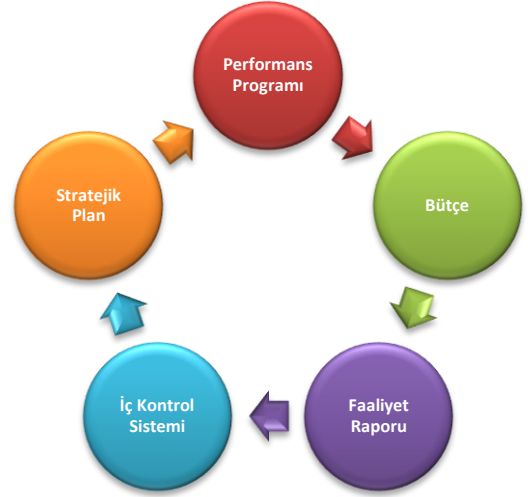 Performans
Programı
Bütçe
Faaliyet
Raporu
İç Kontrol
Sistemi
Stratejik
Plan